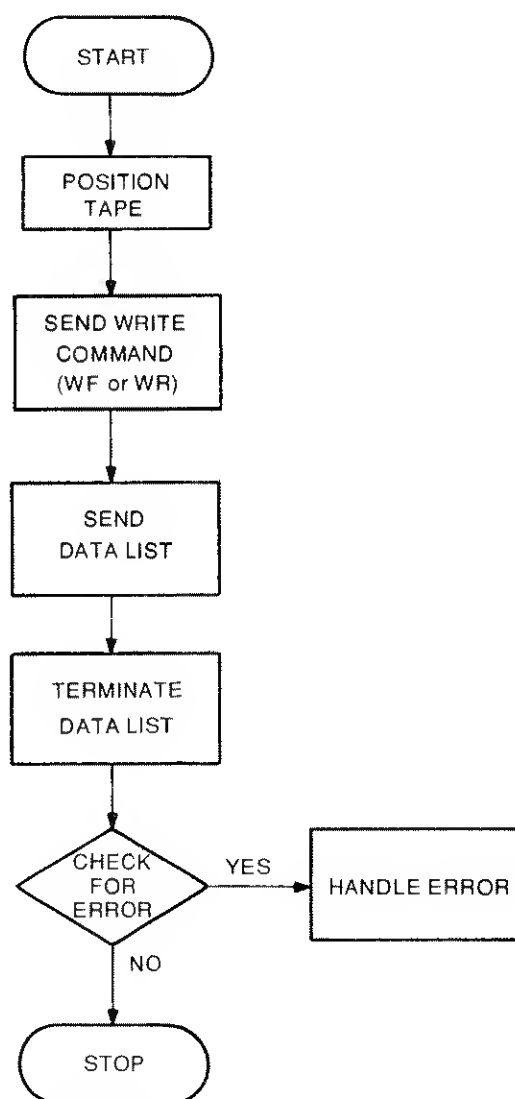 START
POSITION
TAPE
SEND WRITE
COMMAND
(WF or WR)
SEND
DATA LIST
TERMINATE
DATA LIST
CHECK
FOR
ERROR
YES
HANDLE ERROR
NO
STOP